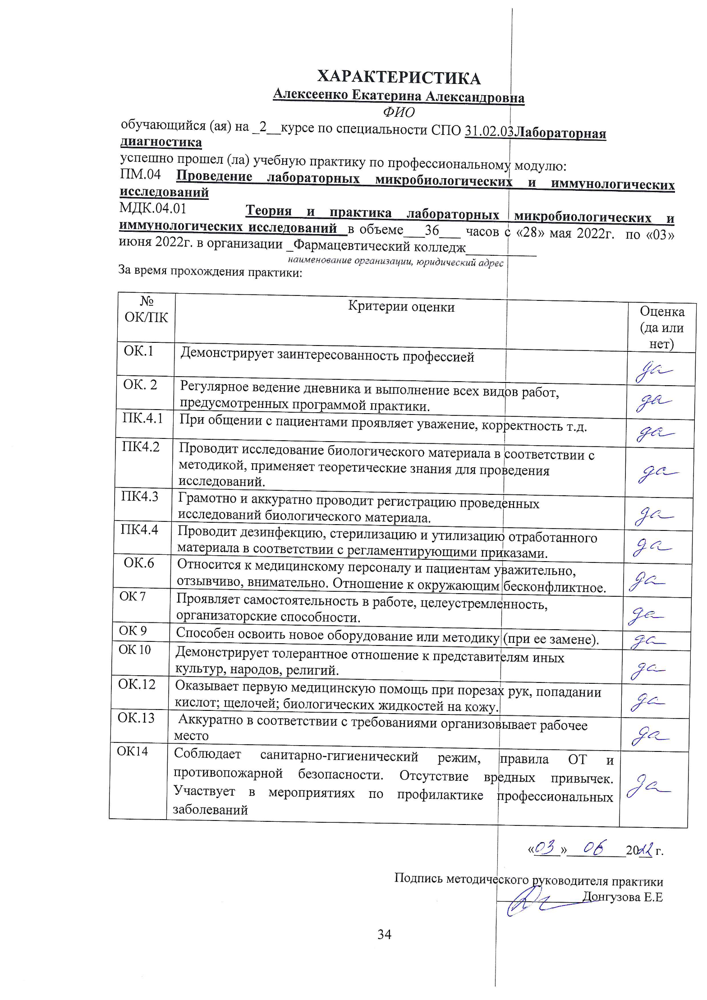 ХАРАКТЕРИСТИКА
Алексеенко Екатерина Александровна
ФИО
обучающийся (ая) на _2__курсе по специальности СПО 31.02.03Лабораторная
диагностика
успешно прошел (ла) учебную практику по профессиональному модулю:
ПМ.04 Проведение лабораторных микробиологических и иммунологических
исследований
МДК.04.01 Теория и практика лабораторных микробиологических и
иммунологических исследований в объеме___36___ часов с «28» мая 2022г. по «03»
июня 2022г. в организации _Фармацевтический колледж__________
наименование организации, юридический адрес
За время прохождения практики:
№ Критерии оценки Оценка
ОК/ПК (да или
нет)
ОК.1 Демонстрирует заинтересованность профессией да
ОК. 2 Регулярное ведение дневника и выполнение всех видов работ,
предусмотренных программой практики. да
ПК.4.1 При общении с пациентами проявляет уважение, корректность т.д. да
ПК4.2 Проводит исследование биологического материала в соответствии с
методикой, применяет теоретические знания для проведения да
исследований.
ПК4.3 Грамотно и аккуратно проводит регистрацию проведенных
исследований биологического материала. да
ПК4.4 Проводит дезинфекцию, стерилизацию и утилизацию отработанного
материала в соответствии с регламентирующими приказами. да
ОК.6 Относится к медицинскому персоналу и пациентам уважительно,
отзывчиво, внимательно. Отношение к окружающим бесконфликтное. да
ОК 7 Проявляет самостоятельность в работе, целеустремленность,
организаторские способности. да
ОК 9 Способен освоить новое оборудование или методику (при ее замене). да
ОК 10 Демонстрирует толерантное отношение к представителям иных
культур, народов, религий. да
ОК.12 Оказывает первую медицинскую помощь при порезах рук, попадании
кислот; щелочей; биологических жидкостей на кожу. да
ОК.13 Аккуратно в соответствии с требованиями организовывает рабочее
место да
ОК14 Соблюдает санитарно-гигиенический режим, правила ОТ и
противопожарной безопасности. Отсутствие вредных привычек. да
Участвует в мероприятиях по профилактике профессиональных
заболеваний
«03» 06 2022 г.
Подпись методического руководителя практики
Донгузова Е.Е
34